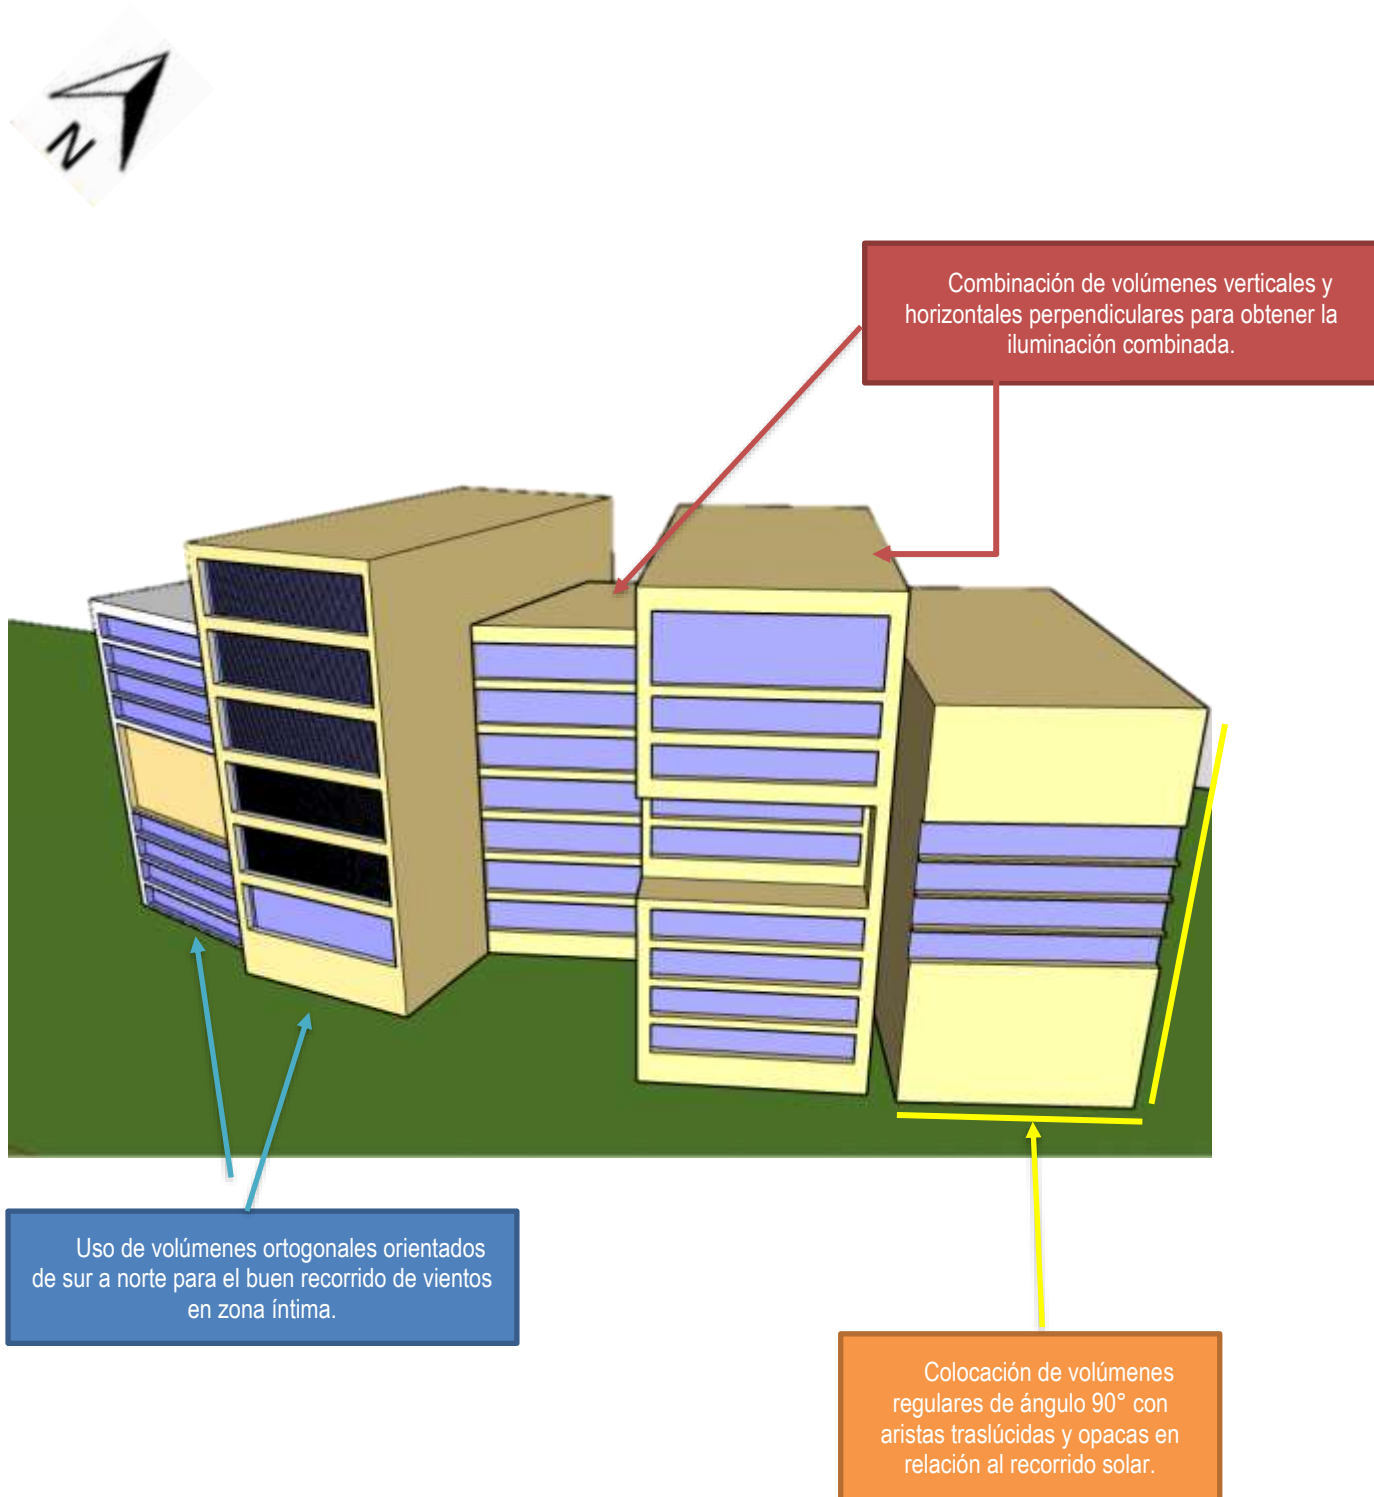 N
Combinación de volúmenes verticales y
horizontales perpendiculares para obtener la
iluminación combinada.
Uso de volúmenes ortogonales orientados
de sur a norte para el buen recorrido de vientos
en zona íntima.
Colocación de volúmenes
regulares de ángulo 90° con
aristas traslúcidas y opacas en
relación al recorrido solar.